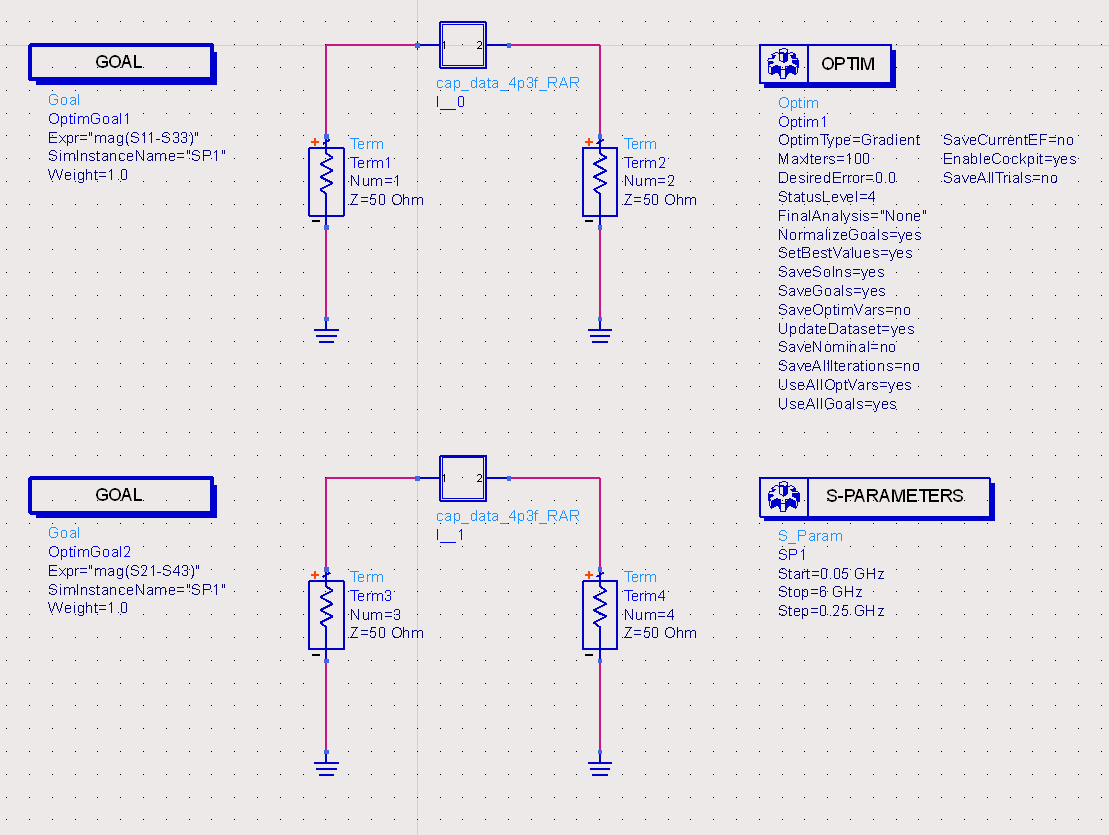 GOAL
Goal
OptimGoal1
Expr="mag(S11-S33)"
SimInstanceName="SP1"
Weight=1.0
1 2
cap_data_4p3f_RAR
I__0
+
Term
Term1
Num=1
Z=50 Ohm
-
+
Term
Term2
Num=2
Z=50 Ohm
-
OPTIM
Optim
Optim1
OptimType=Gradient
MaxIters=100
DesiredError=0.0
StatusLevel=4
FinalAnalysis="None"
NormalizeGoals=yes
SetBestValues=yes
SaveSolns=yes
SaveGoals=yes
SaveOptimVars=no
UpdateDataset=yes
SaveNominal=no
SaveAllIterations=no
UseAllOptVars=yes
UseAllGoals=yes
SaveCurrentEF=no
EnableCockpit=yes
SaveAllTrials=no
GOAL
Goal
OptimGoal2
Expr="mag(S21-S43)"
SimInstanceName="SP1"
Weight=1.0
1 2
cap_data_4p3f_RAR
I__1
+
Term
Term3
Num=3
Z=50 Ohm
-
+
Term
Term4
Num=4
Z=50 Ohm
-
S-PARAMETERS
S_Param
SP1
Start=0.05 GHz
Stop=6 GHz
Step=0.25 GHz